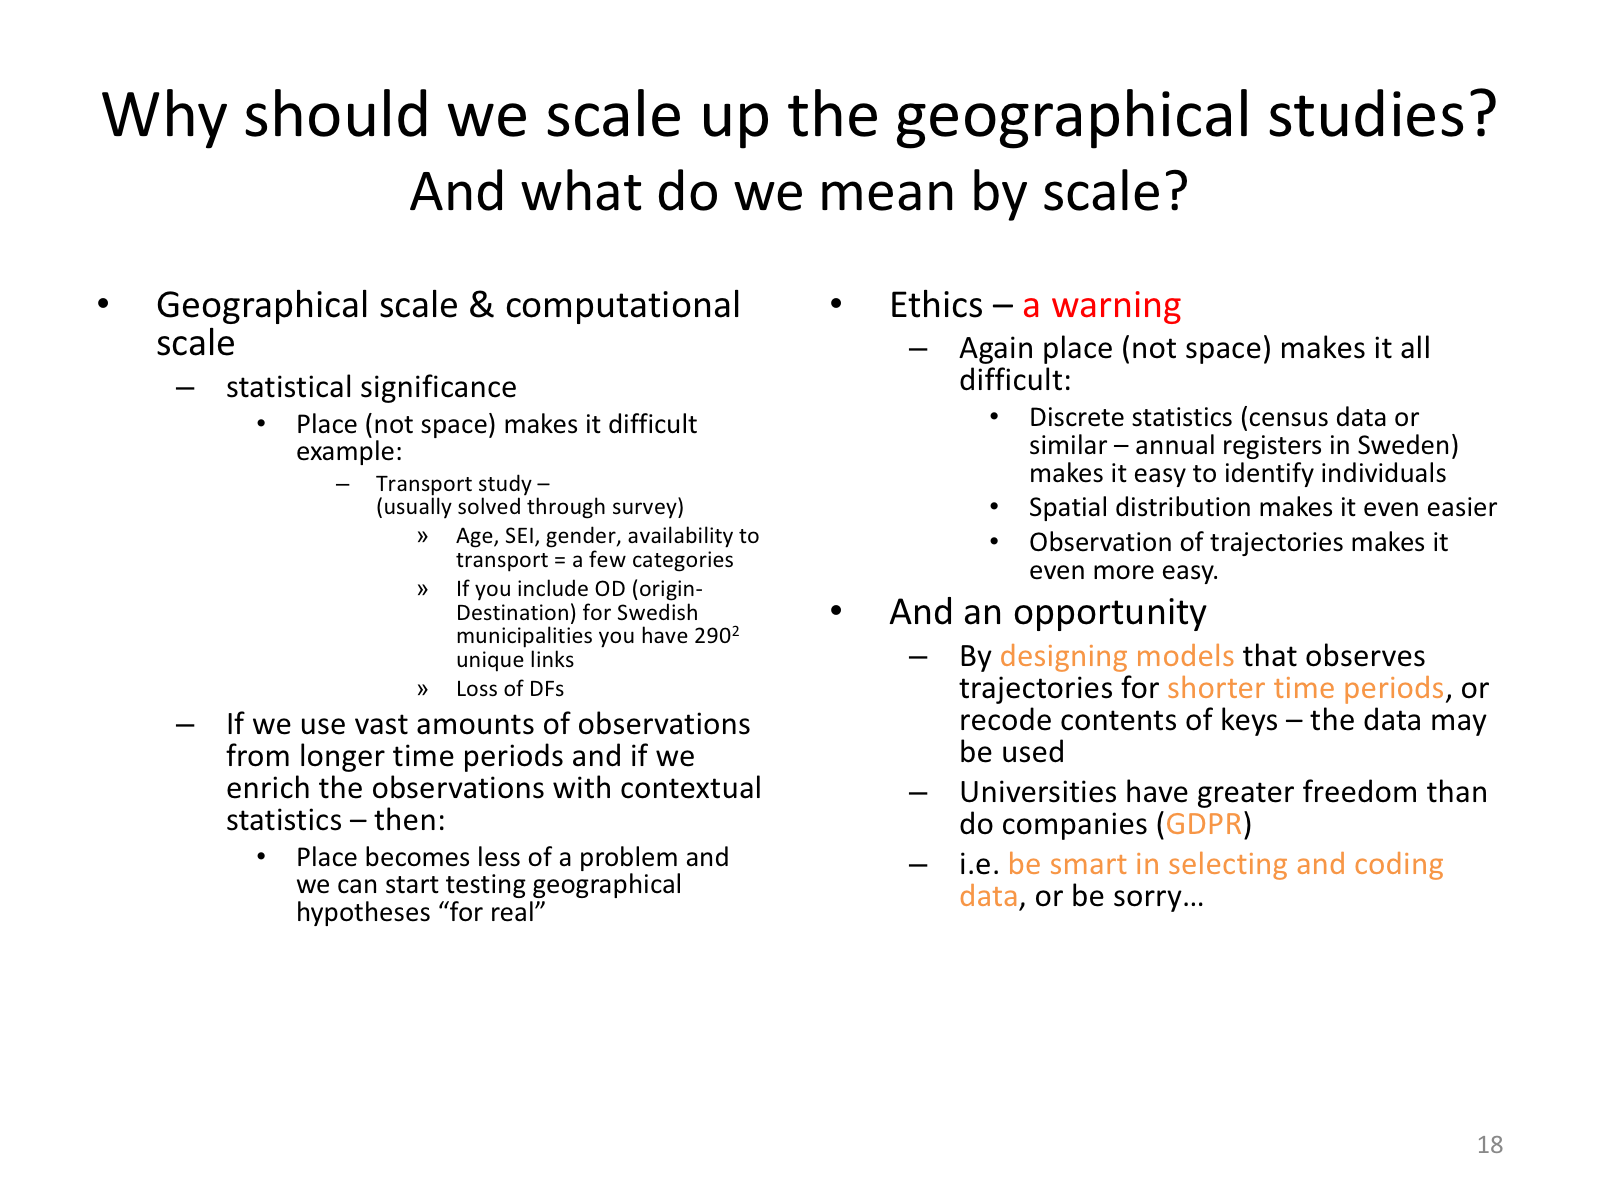 Why should we scale up the geographical studies?
And what do we mean by scale?
• Geographical scale & computational
scale
– statistical significance
• Place (not space) makes it difficult
example:
– Transport study –
(usually solved through survey)
» Age, SEI, gender, availability to
transport = a few categories
» If you include OD (origin-
Destination) for Swedish
municipalities you have 290²
unique links
» Loss of DFs
– If we use vast amounts of observations
from longer time periods and if we
enrich the observations with contextual
statistics – then:
• Place becomes less of a problem and
we can start testing geographical
hypotheses “for real”
• Ethics – a warning
– Again place (not space) makes it all
difficult:
• Discrete statistics (census data or
similar – annual registers in Sweden)
makes it easy to identify individuals
• Spatial distribution makes it even easier
• Observation of trajectories makes it
even more easy.
• And an opportunity
– By designing models that observes
trajectories for shorter time periods, or
recode contents of keys – the data may
be used
– Universities have greater freedom than
do companies (GDPR)
– i.e. be smart in selecting and coding
data, or be sorry…
18